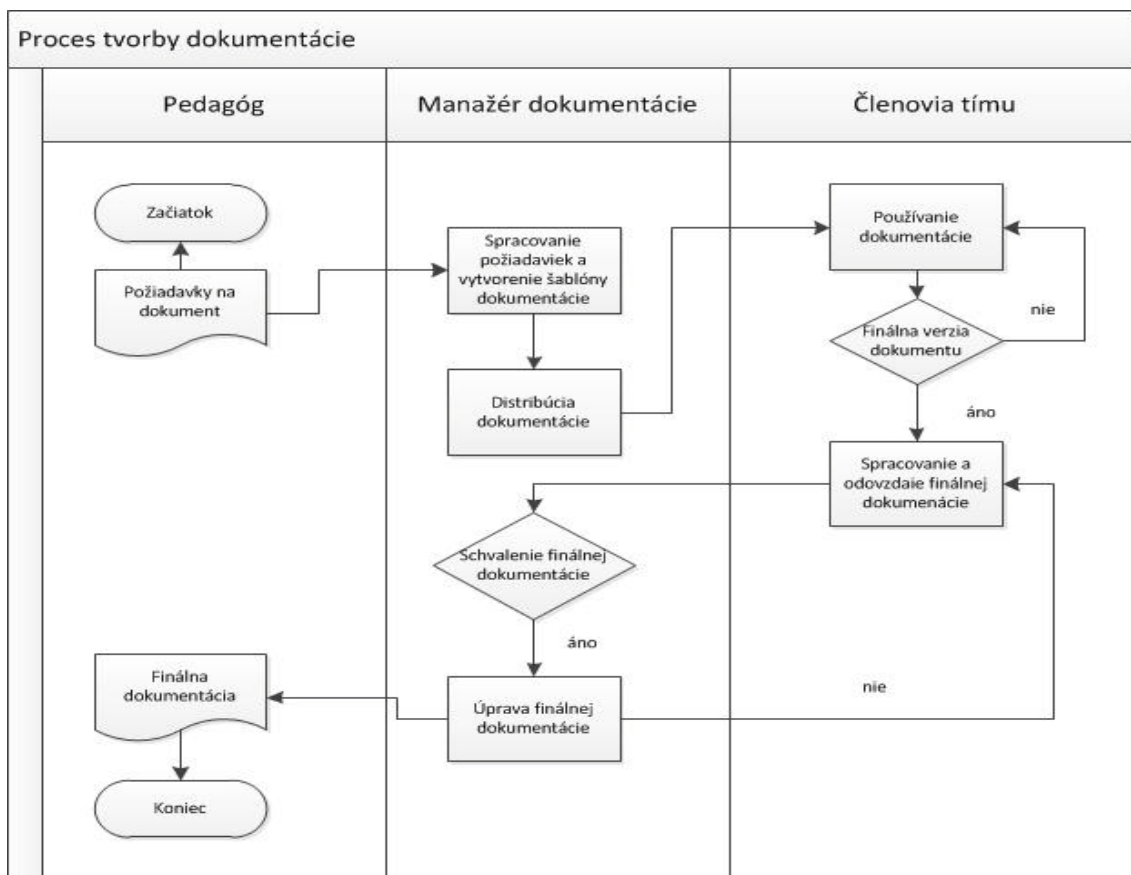 Proces tvorby dokumentácie
Pedagóg
Manažér dokumentácie
Členovia tímu
Začiatok
Požiadavky na
dokument
Spracovanie
požiadaviek a
vytvorenie šablóny
dokumentácie
Distribúcia
dokumentácie
Používanie
dokumentácie
nie
Finálna verzia
dokumentu
áno
Spracovanie a
odovzdaie finálnej
dokumenácie
Schvalenie finálnej
dokumentácie
áno
nie
Finálna
dokumentácia
Úprava finálnej
dokumentácie
Koniec